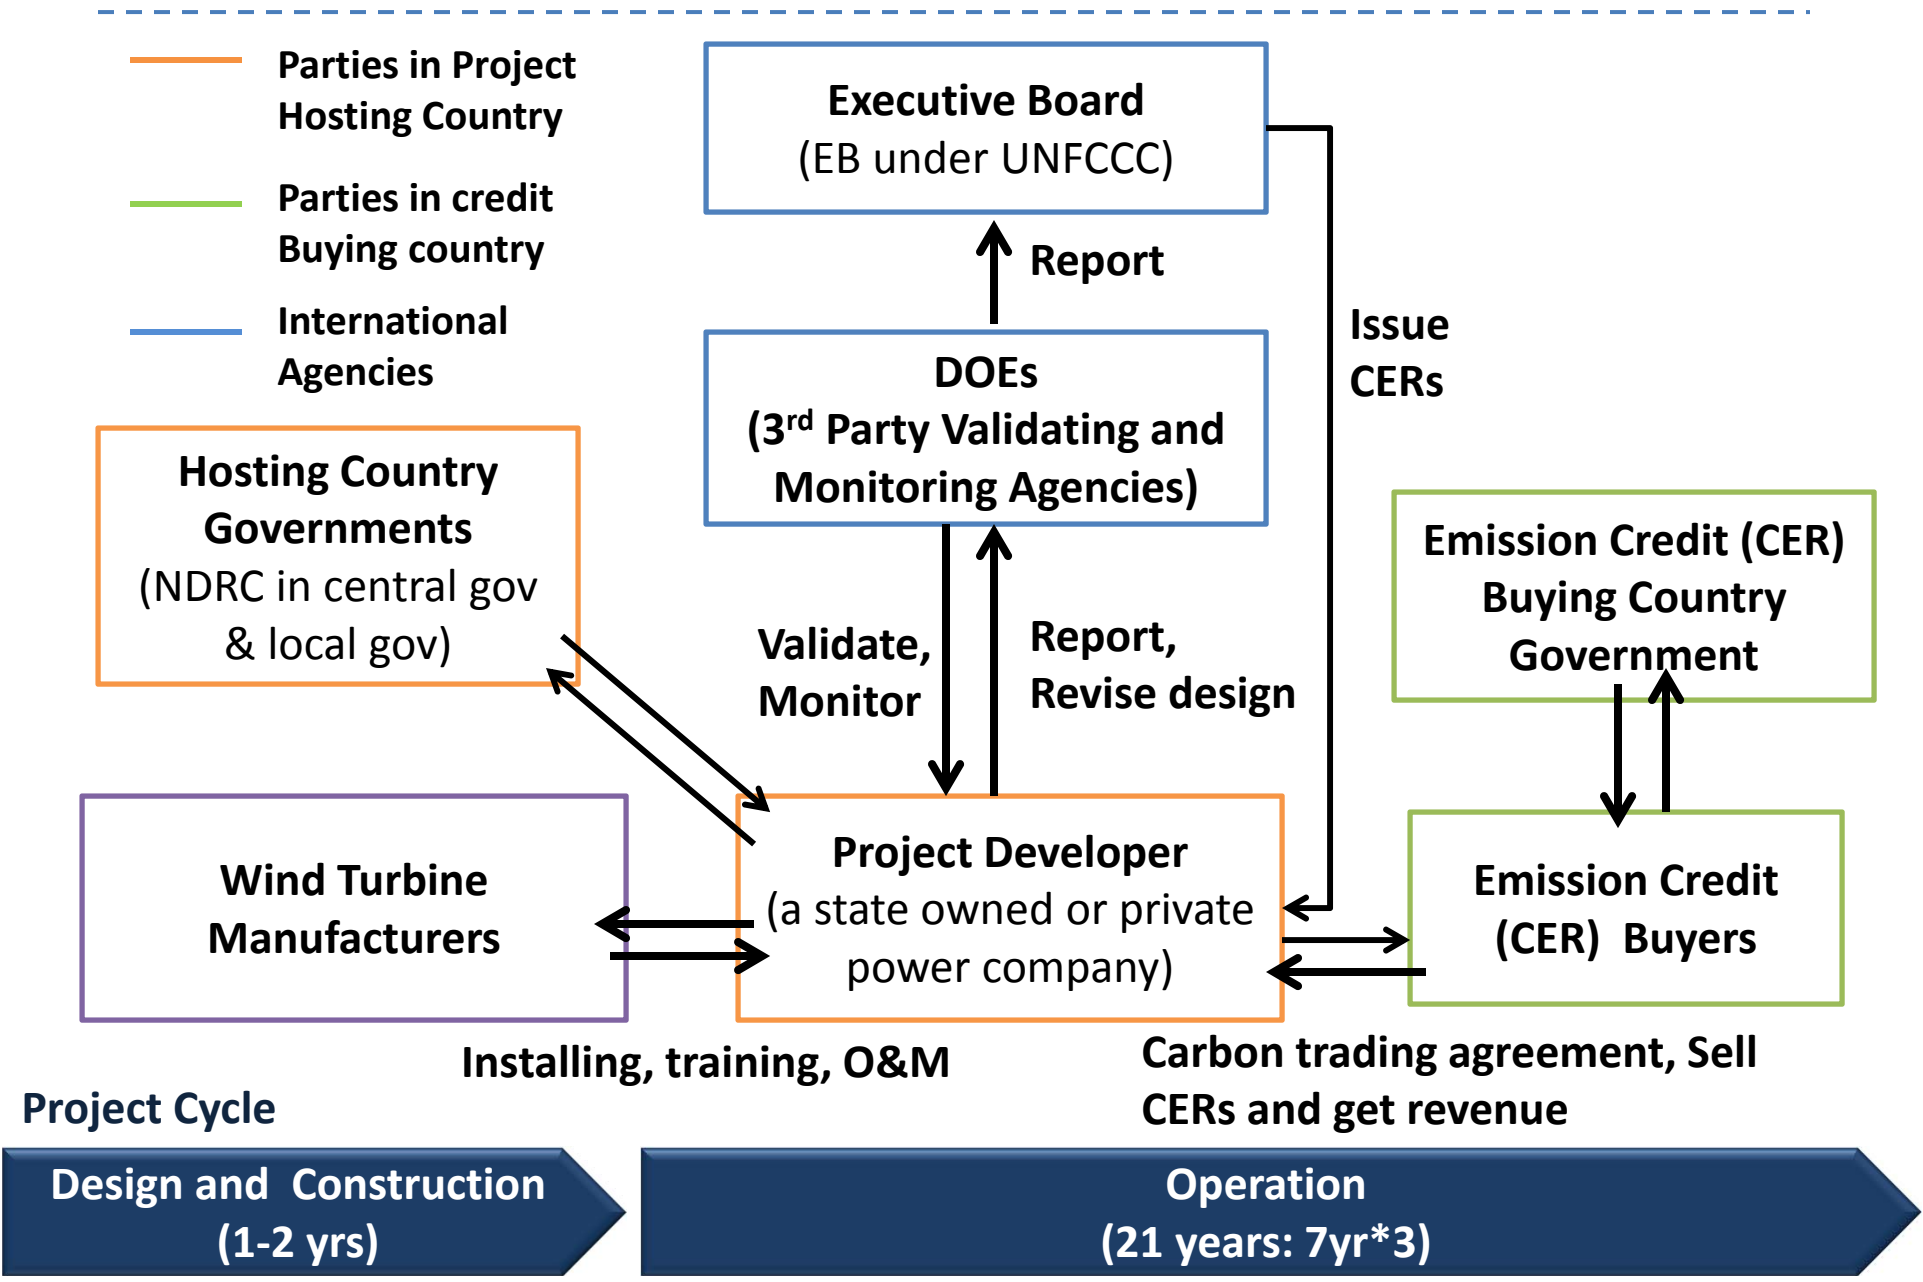 Parties in Project
Hosting Country
Parties in credit
Buying country
International
Agencies
Executive Board
(EB under UNFCCC)
Report
Issue
CERs
DOEs
(3rd Party Validating and
Monitoring Agencies)
Hosting Country
Governments
(NDRC in central gov
& local gov)
Validate,
Monitor
Report,
Revise design
Emission Credit (CER)
Buying Country
Government
Wind Turbine
Manufacturers
Project Developer
(a state owned or private
power company)
Emission Credit
(CER) Buyers
Installing, training, O&M
Carbon trading agreement, Sell
CERs and get revenue
Project Cycle
Design and Construction
(1-2 yrs)
Operation
(21 years: 7yr*3)